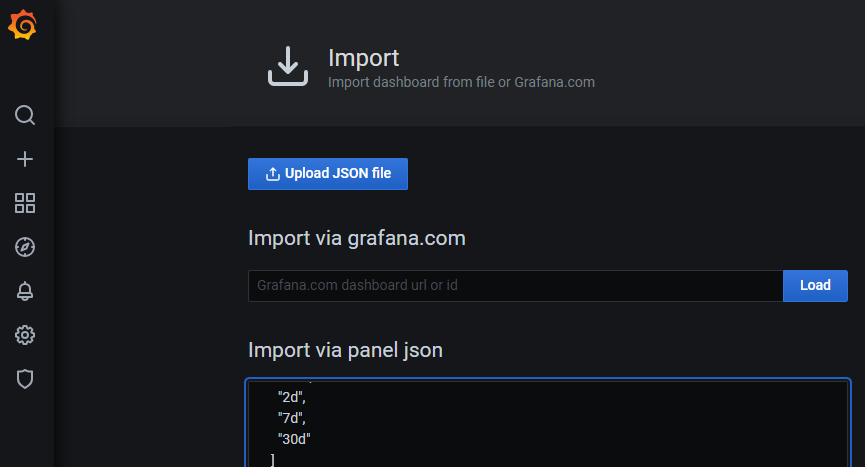 Import
Import dashboard from file or Grafana.com
Upload JSON file
Import via grafana.com
Grafana.com dashboard url or id
Load
Import via panel json
"2d",
"7d",
"30d"
]